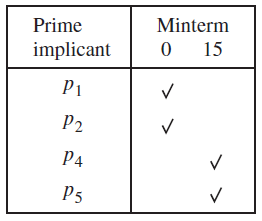 Prime Minterm
implicant 0 15
p1 ✓
p2 ✓
p4 ✓
p5 ✓